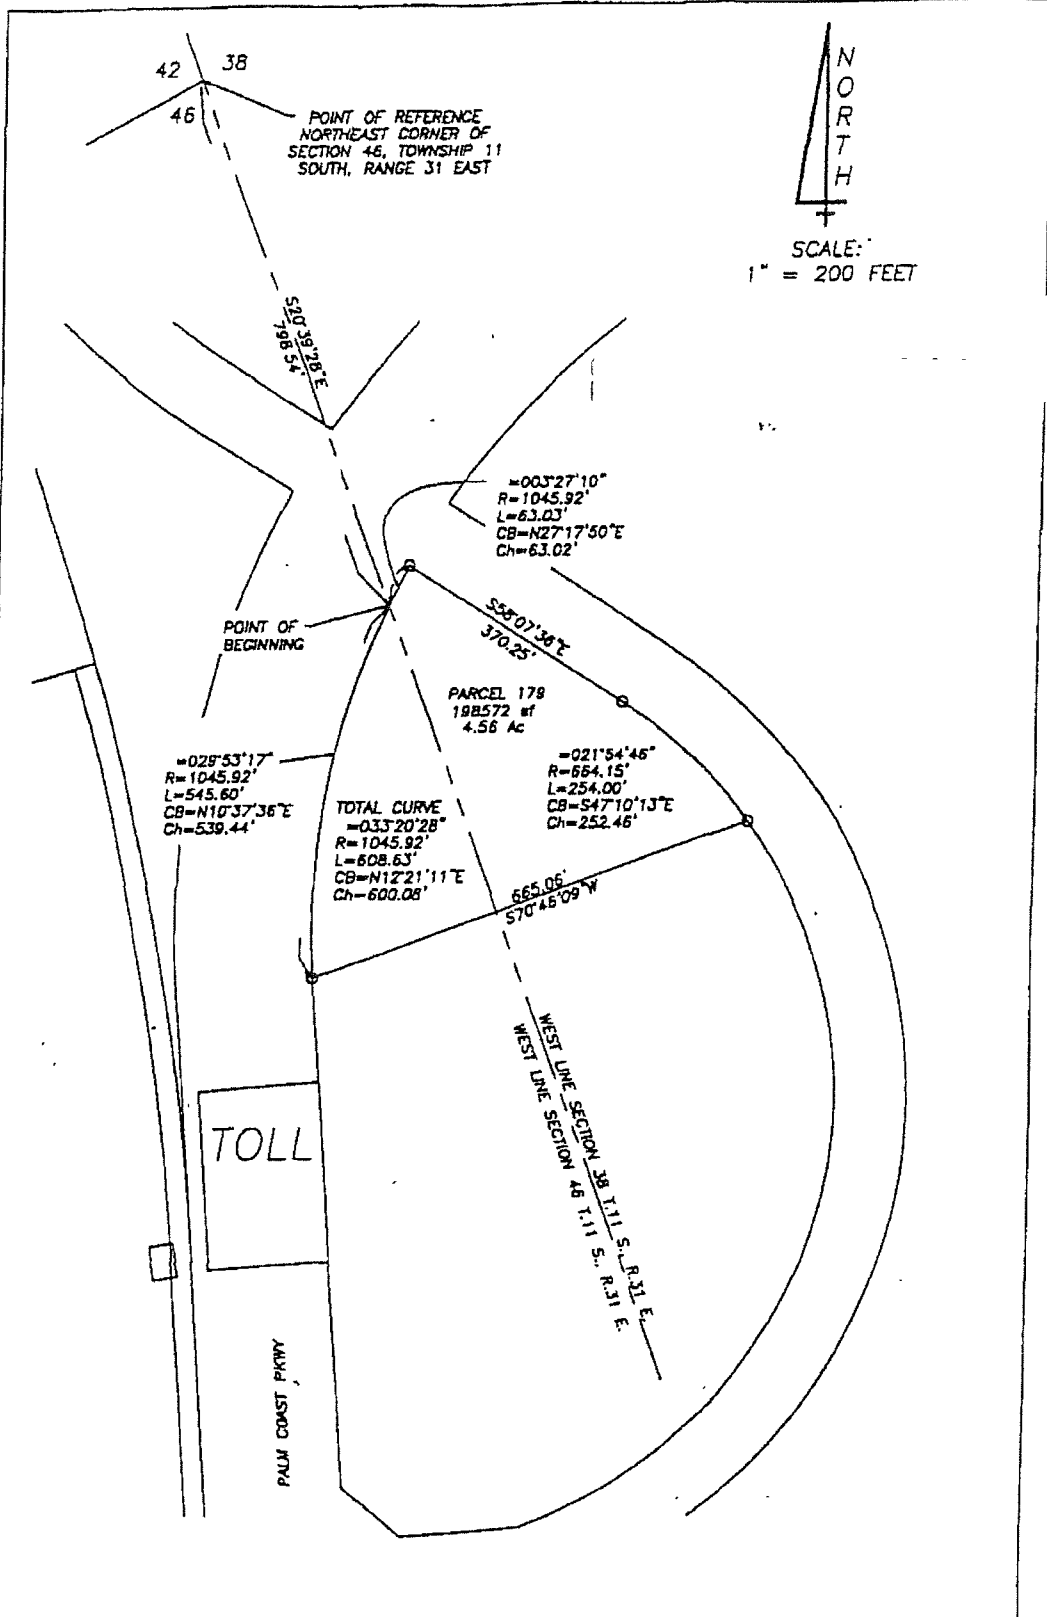 42
38
46
POINT OF REFERENCE
NORTHEAST CORNER OF
SECTION 46, TOWNSHIP 11
SOUTH, RANGE 31 EAST
NORTH
SCALE:
1" = 200 FEET
S20°39'28"E
798.54'
=003°27'10"
R=1045.92'
L=63.03'
CB=N27°17'50"E
Ch=63.02'
POINT OF
BEGINNING
S58°07'36"E
370.25'
PARCEL 179
198572 sf
4.56 Ac
=029°53'17"
R=1045.92'
L=545.60'
CB=N10°37'36"E
Ch=539.44'
TOTAL CURVE
=033°20'28"
R=1045.92'
L=608.63'
CB=N12°21'11"E
Ch=600.08'
=021°54'46"
R=664.15'
L=254.00'
CB=S47°10'13"E
Ch=252.46'
665.06'
S70°46'09"W
WEST LINE SECTION 38 T.11 S., R.31 E.
WEST LINE SECTION 46 T.11 S., R.31 E.
TOLL
PALM COAST PKWY